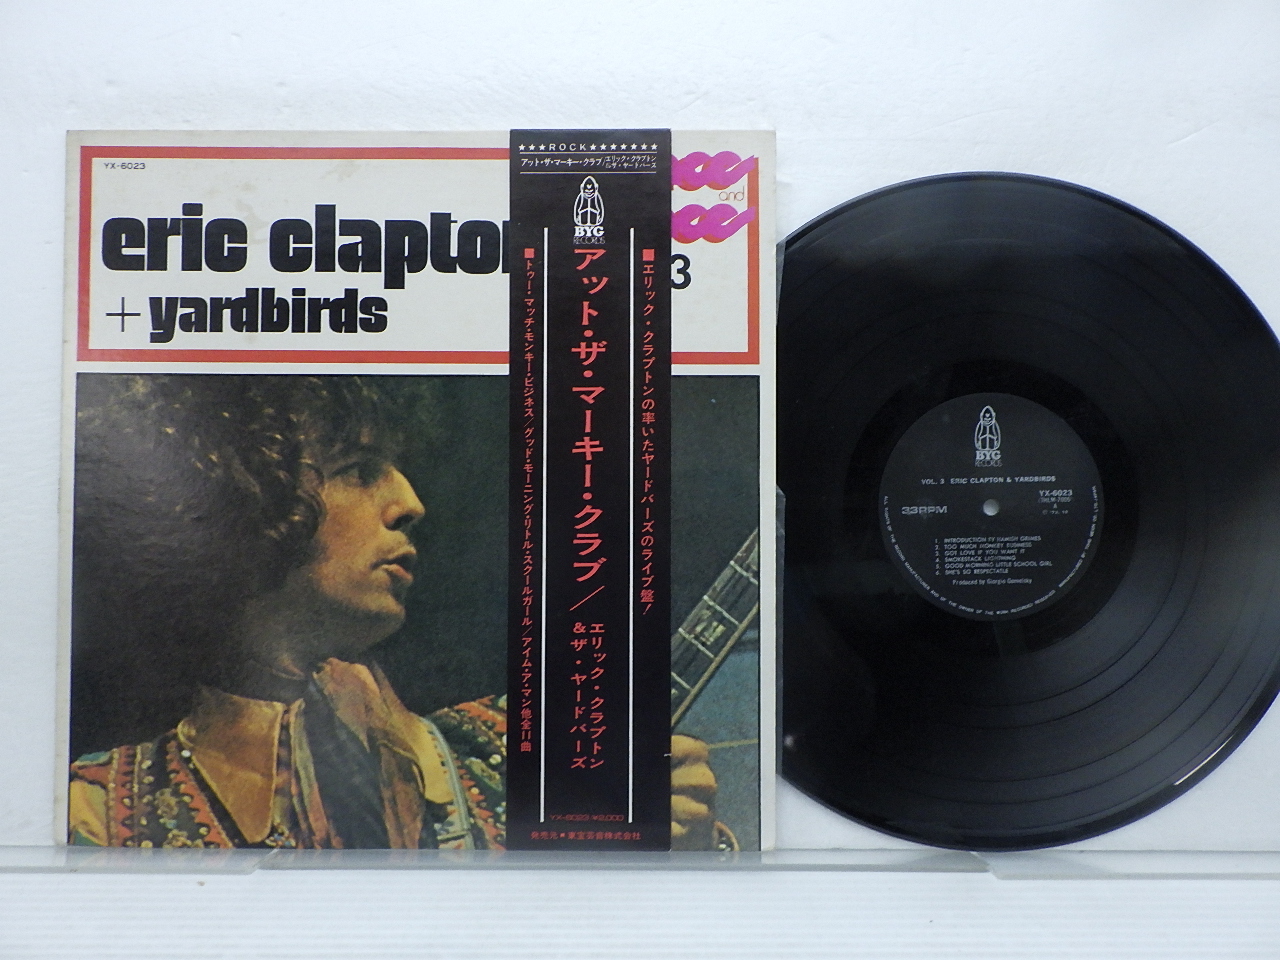 YX-6023
eric clapton
+ yardbirds
and
3
★★★ROCK★★★★★★★
アット・ザ・マーキー・クラブ/エリック・クラプトン
&ザ・ヤードバーズ
BYG
RECORDS
■エリック・クラプトンの率いたヤードバーズのライブ盤!
アット・ザ・マーキー・クラブ/
エリック・クラプトン
&ザ・ヤードバーズ
■トゥー・マッチ・モンキー・ビジネス/グッド・モーニング・リトル・スクールガール/アイム・ア・マン他全11曲
YX-6023/¥2,000
発売元■東宝芸音株式会社
BYG
RECORDS
VOL. 3 ERIC CLAPTON & YARDBIRDS
33RPM
YX-6023
A
1. INTRODUCTION BY HAMISH GRIMES
2. TOO MUCH MONKEY BUSINESS
3. GOT LOVE IF YOU WANT IT
4. SMOKESTACK LIGHTNING
5. GOOD MORNING LITTLE SCHOOL GIRL
6. SHE'S SO RESPECTABLE
Produced by Giorgio Gomelsky